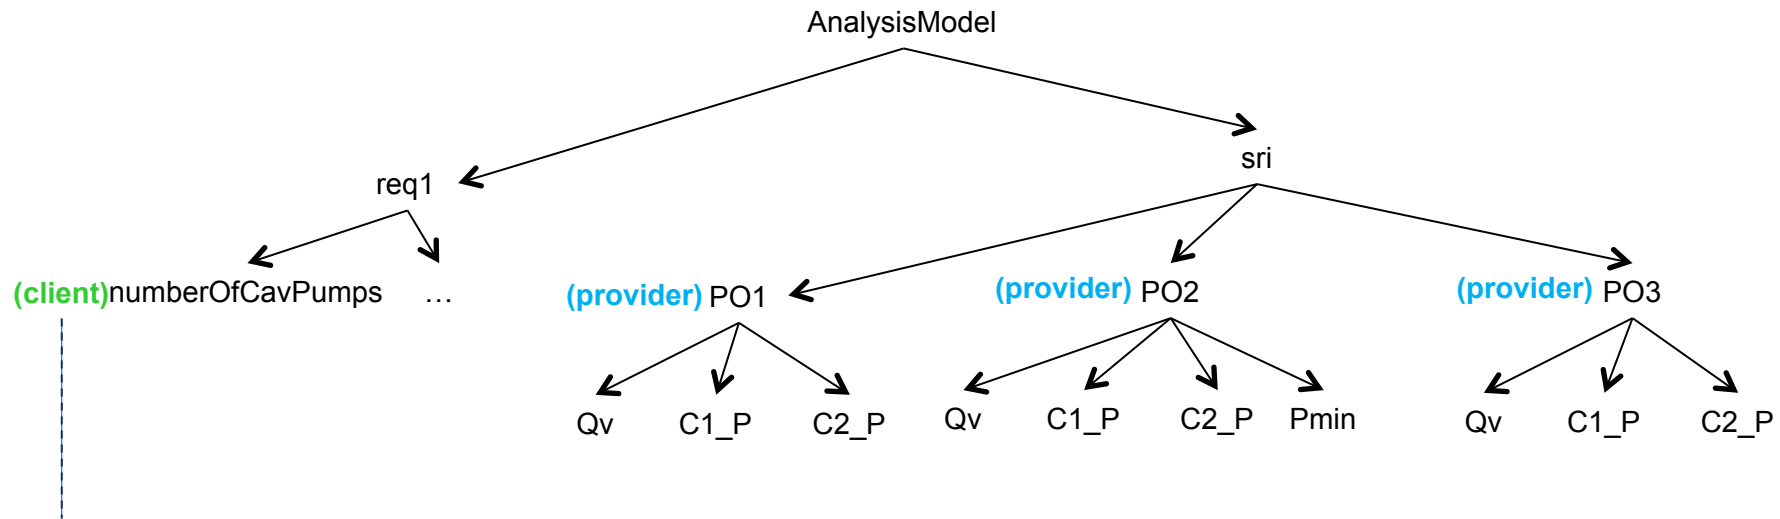 AnalysisModel
sri
req1
(client)numberOfCavPumps
…
(provider) PO1
(provider) PO2
(provider) PO3
Qv C1_P C2_P
Qv C1_P C2_P Pmin
Qv C1_P C2_P